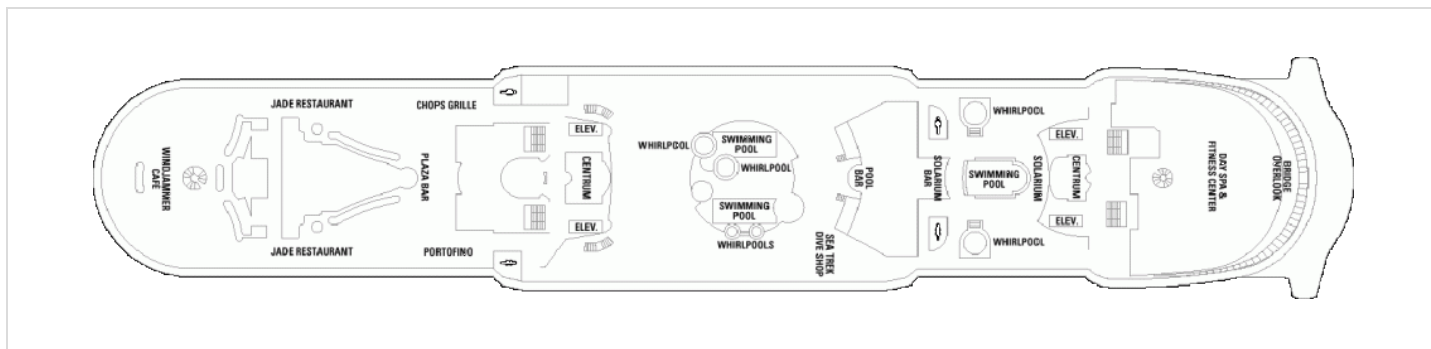 WINDJAMMER
CAFE
JADE RESTAURANT
JADE RESTAURANT
CHOPS GRILLE
PLAZA BAR
PORTOFINO
ELEV.
CENTRUM
ELEV.
WHIRLPOOL
SWIMMING
POOL
WHIRLPOOL
SWIMMING
POOL
WHIRLPOOLS
SEA TREK
DIVE SHOP
POOL
BAR
SOLARIUM
BAR
WHIRLPOOL
SWIMMING
POOL
WHIRLPOOL
SOLARIUM
ELEV.
CENTRUM
ELEV.
DAY SPA &
FITNESS CENTER
BRIDGE
OVERLOOK